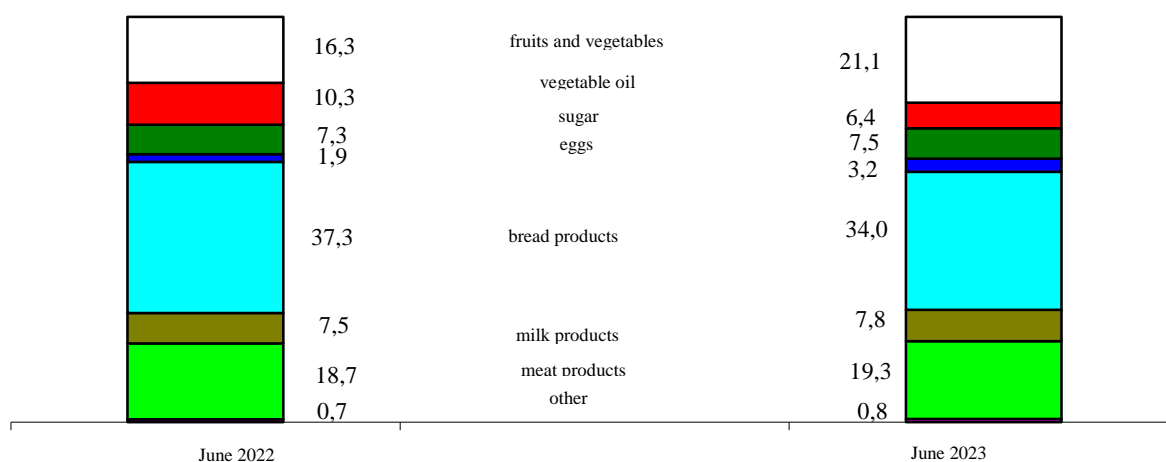 16,3 fruits and vegetables 21,1
vegetable oil
10,3 sugar 6,4
7,3 eggs 7,5
1,9 3,2
37,3 bread products 34,0
7,5 milk products 7,8
18,7 meat products 19,3
0,7 other 0,8
June 2022 June 2023